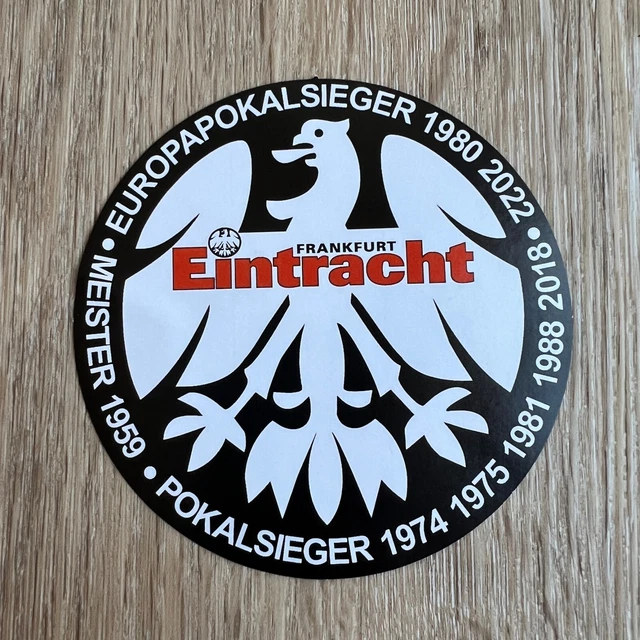 EUROPAPOKALSIEGER 1980 2022 •
POKALSIEGER 1974 1975 1981 1988 2018 •
• MEISTER 1959 •
FRANKFURT
Eintracht